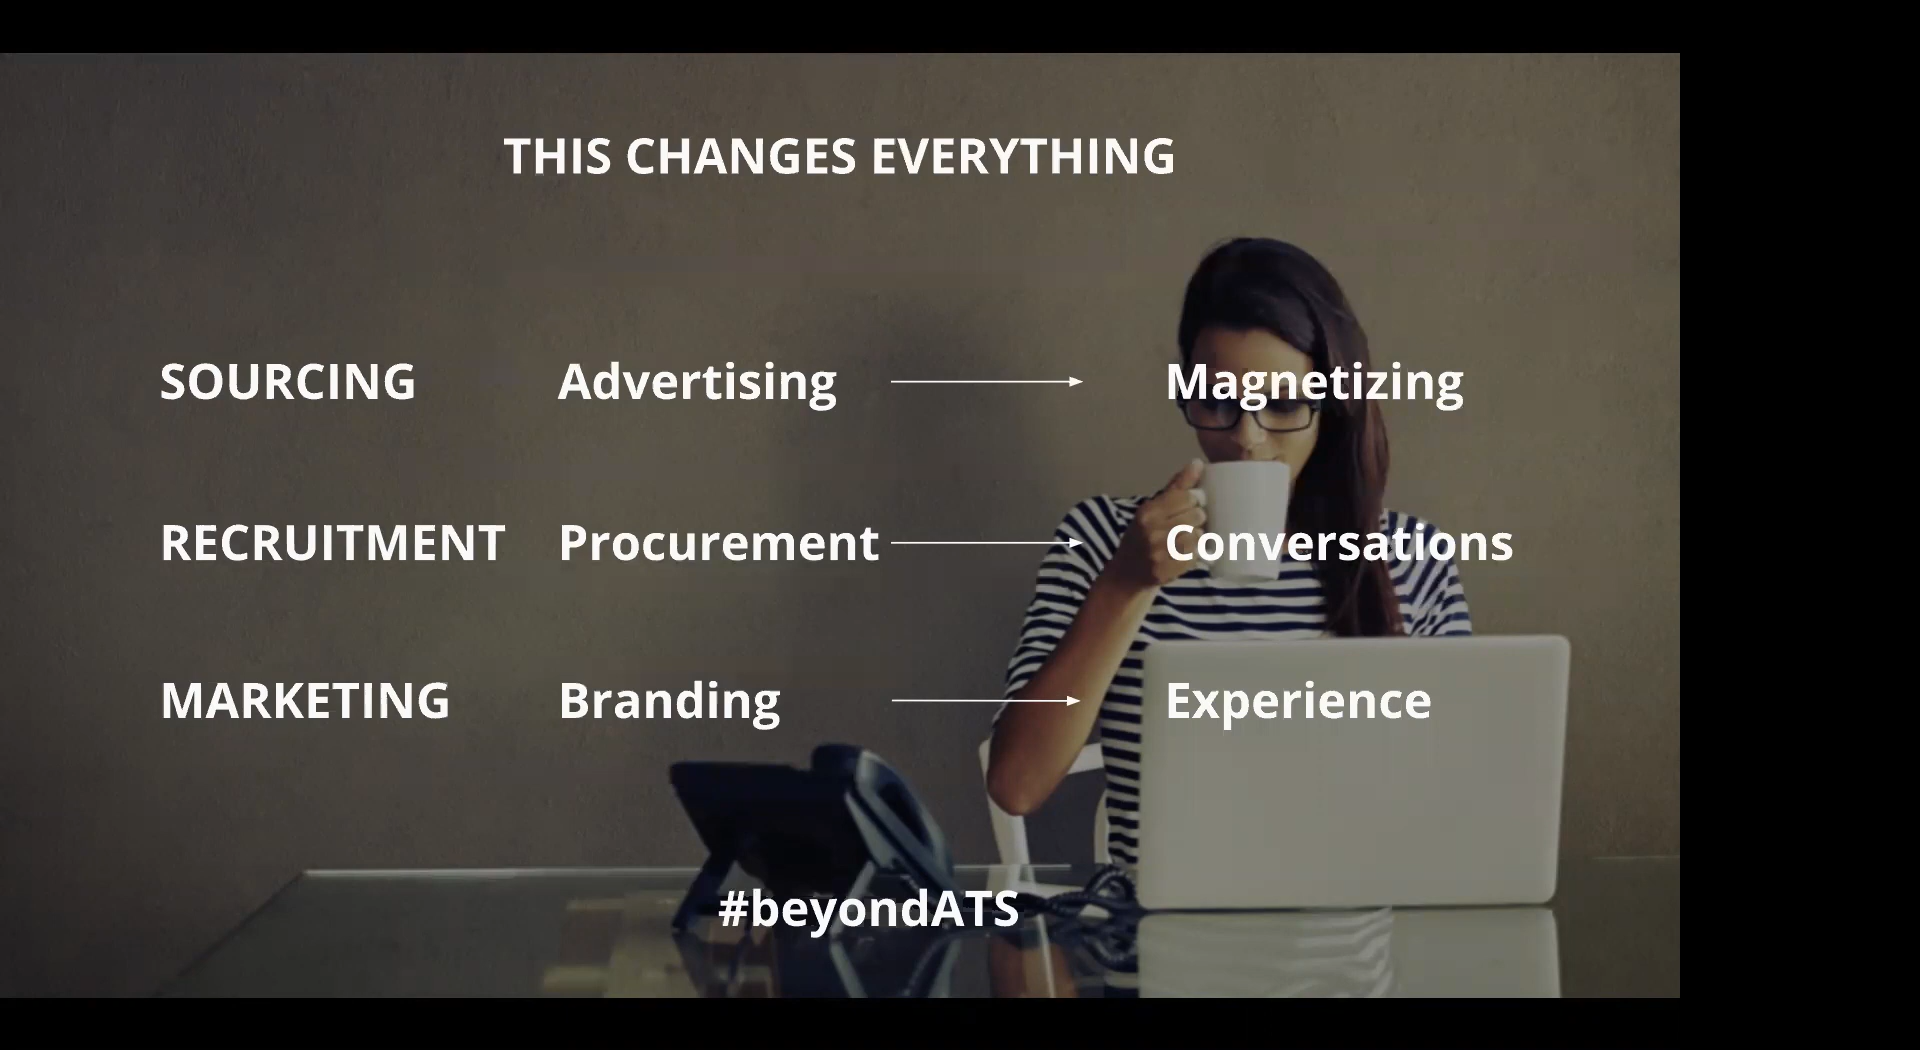 THIS CHANGES EVERYTHING
SOURCING Advertising Magnetizing
RECRUITMENT Procurement Conversations
MARKETING Branding Experience
#beyondATS